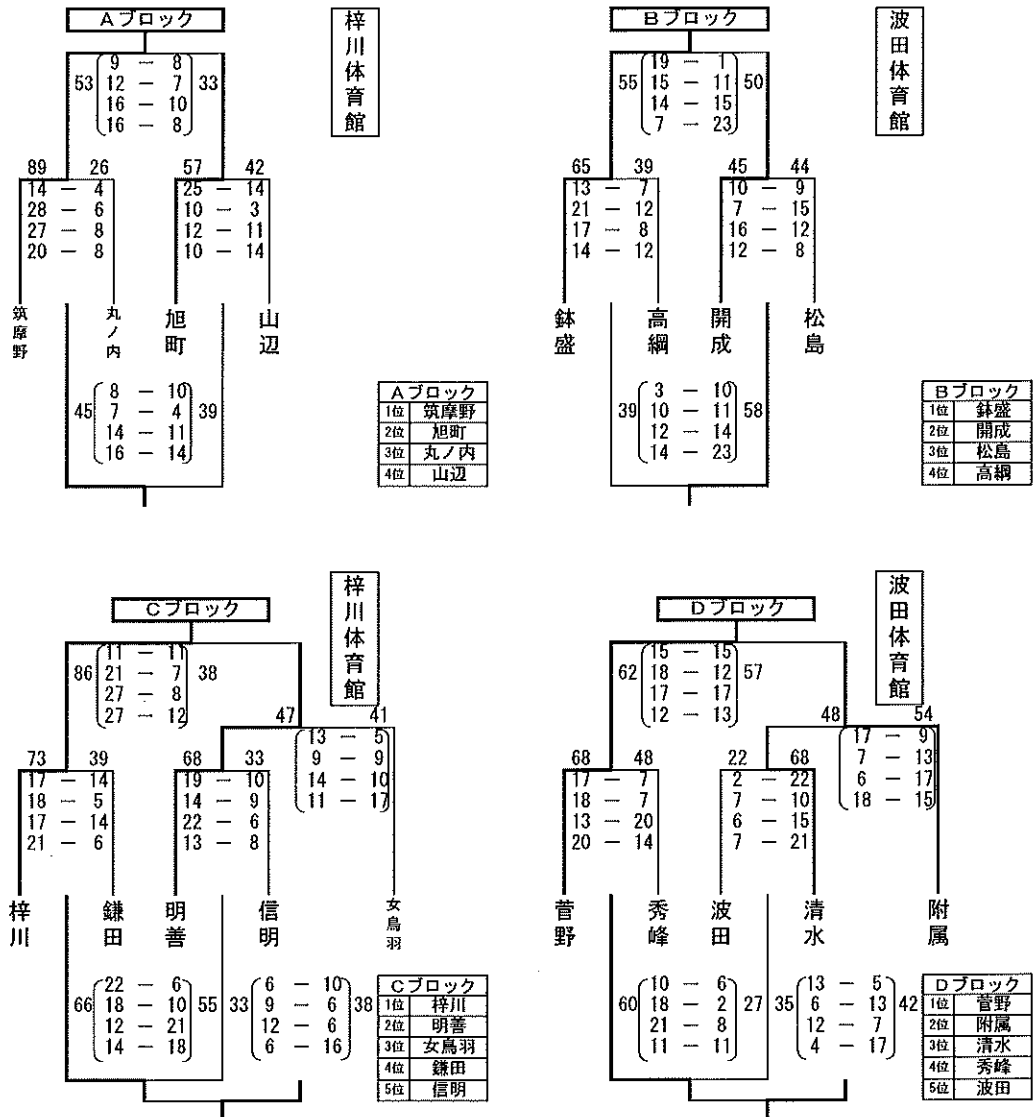 Aブロック
梓川体育館
53
9 － 8
12 － 7
16 － 10
16 － 8
33
89 26 57 42
14 － 4
28 － 6
27 － 8
20 － 8
25 － 14
10 － 3
12 － 11
10 － 14
筑摩野
丸ノ内
旭町
山辺
45
8 － 10
7 － 4
14 － 11
16 － 14
39
Aブロック
1位 筑摩野
2位 旭町
3位 丸ノ内
4位 山辺
Bブロック
波田体育館
55
19 － 1
15 － 11
14 － 15
7 － 23
50
65 39 45 44
13 － 7
21 － 12
17 － 8
14 － 12
10 － 9
7 － 15
16 － 12
12 － 8
鉢盛
高綱
開成
松島
39
3 － 10
10 － 11
12 － 14
14 － 23
58
Bブロック
1位 鉢盛
2位 開成
3位 松島
4位 高綱
Cブロック
梓川体育館
86
11 － 11
21 － 7
27 － 8
27 － 12
38
47 41
13 － 5
9 － 9
14 － 10
11 － 17
73 39 68 33
17 － 14
18 － 5
17 － 14
21 － 6
19 － 10
14 － 9
22 － 6
13 － 8
梓川
鎌田
明善
信明
女鳥羽
66
22 － 6
18 － 10
12 － 21
14 － 18
55
33
6 － 10
9 － 6
12 － 6
6 － 16
38
Cブロック
1位 梓川
2位 明善
3位 女鳥羽
4位 鎌田
5位 信明
Dブロック
波田体育館
62
15 － 15
18 － 12
17 － 17
12 － 13
57
48 54
17 － 9
7 － 13
6 － 17
18 － 15
68 48 22 68
17 － 7
18 － 7
13 － 20
20 － 14
2 － 22
7 － 10
6 － 15
7 － 21
菅野
秀峰
波田
清水
附属
60
10 － 6
18 － 2
21 － 8
11 － 11
27
35
13 － 5
6 － 13
12 － 7
4 － 17
42
Dブロック
1位 菅野
2位 附属
3位 清水
4位 秀峰
5位 波田